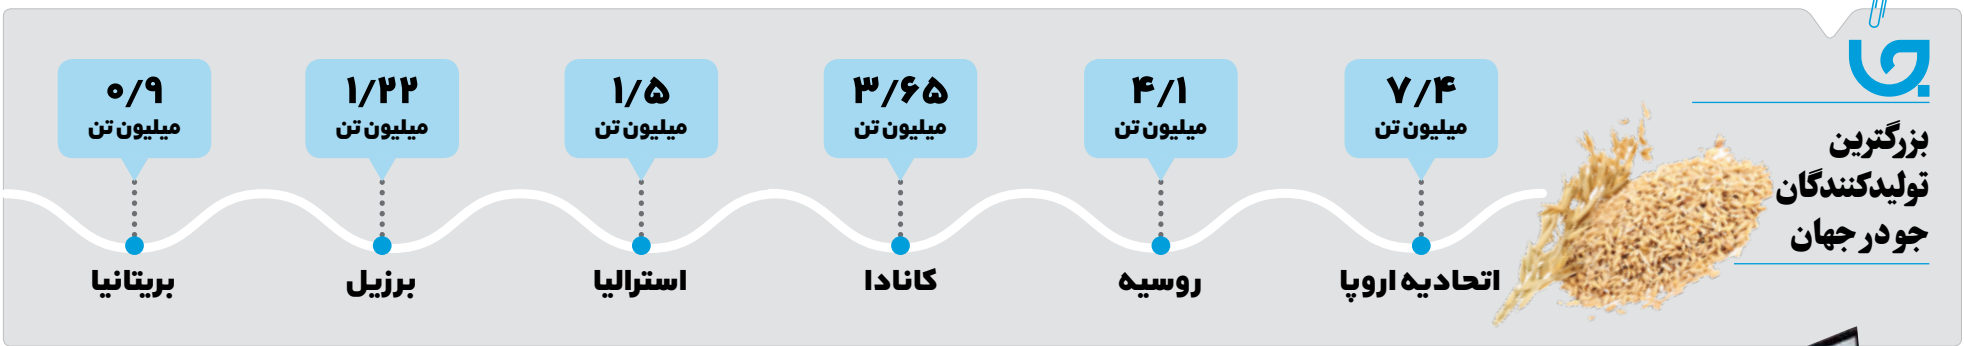 بزرگترین
تولیدکنندگان
جو در جهان
۷/۴
میلیون تن
اتحادیه اروپا
۴/۱
میلیون تن
روسیه
۳/۶۵
میلیون تن
کانادا
۱/۵
میلیون تن
استرالیا
۱/۲۲
میلیون تن
برزیل
۰/۹
میلیون تن
بریتانیا